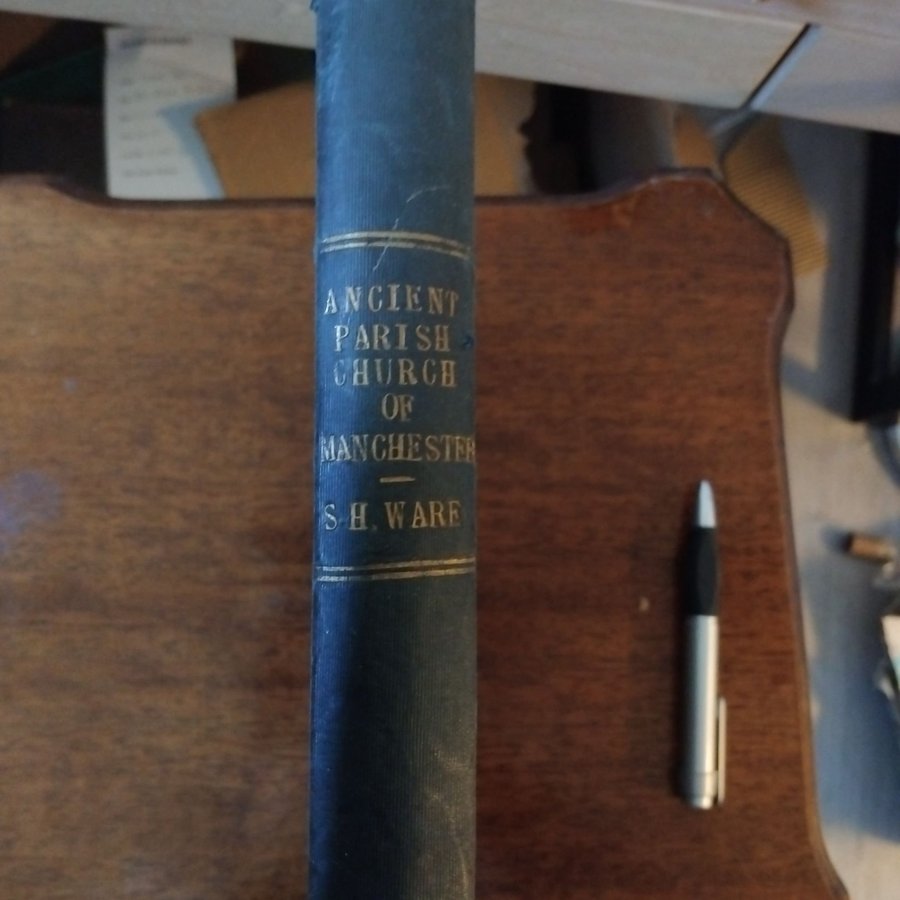 ANCIENT
PARISH
CHURCH
OF
MANCHESTER
S. H. WARE